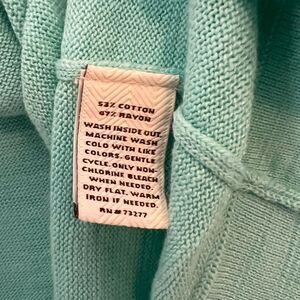 53% COTTON
47% RAYON
WASH INSIDE OUT.
MACHINE WASH
COLD WITH LIKE
COLORS. GENTLE
CYCLE. ONLY NON-
CHLORINE BLEACH
WHEN NEEDED.
DRY FLAT. WARM
IRON IF NEEDED.
RN# 73277